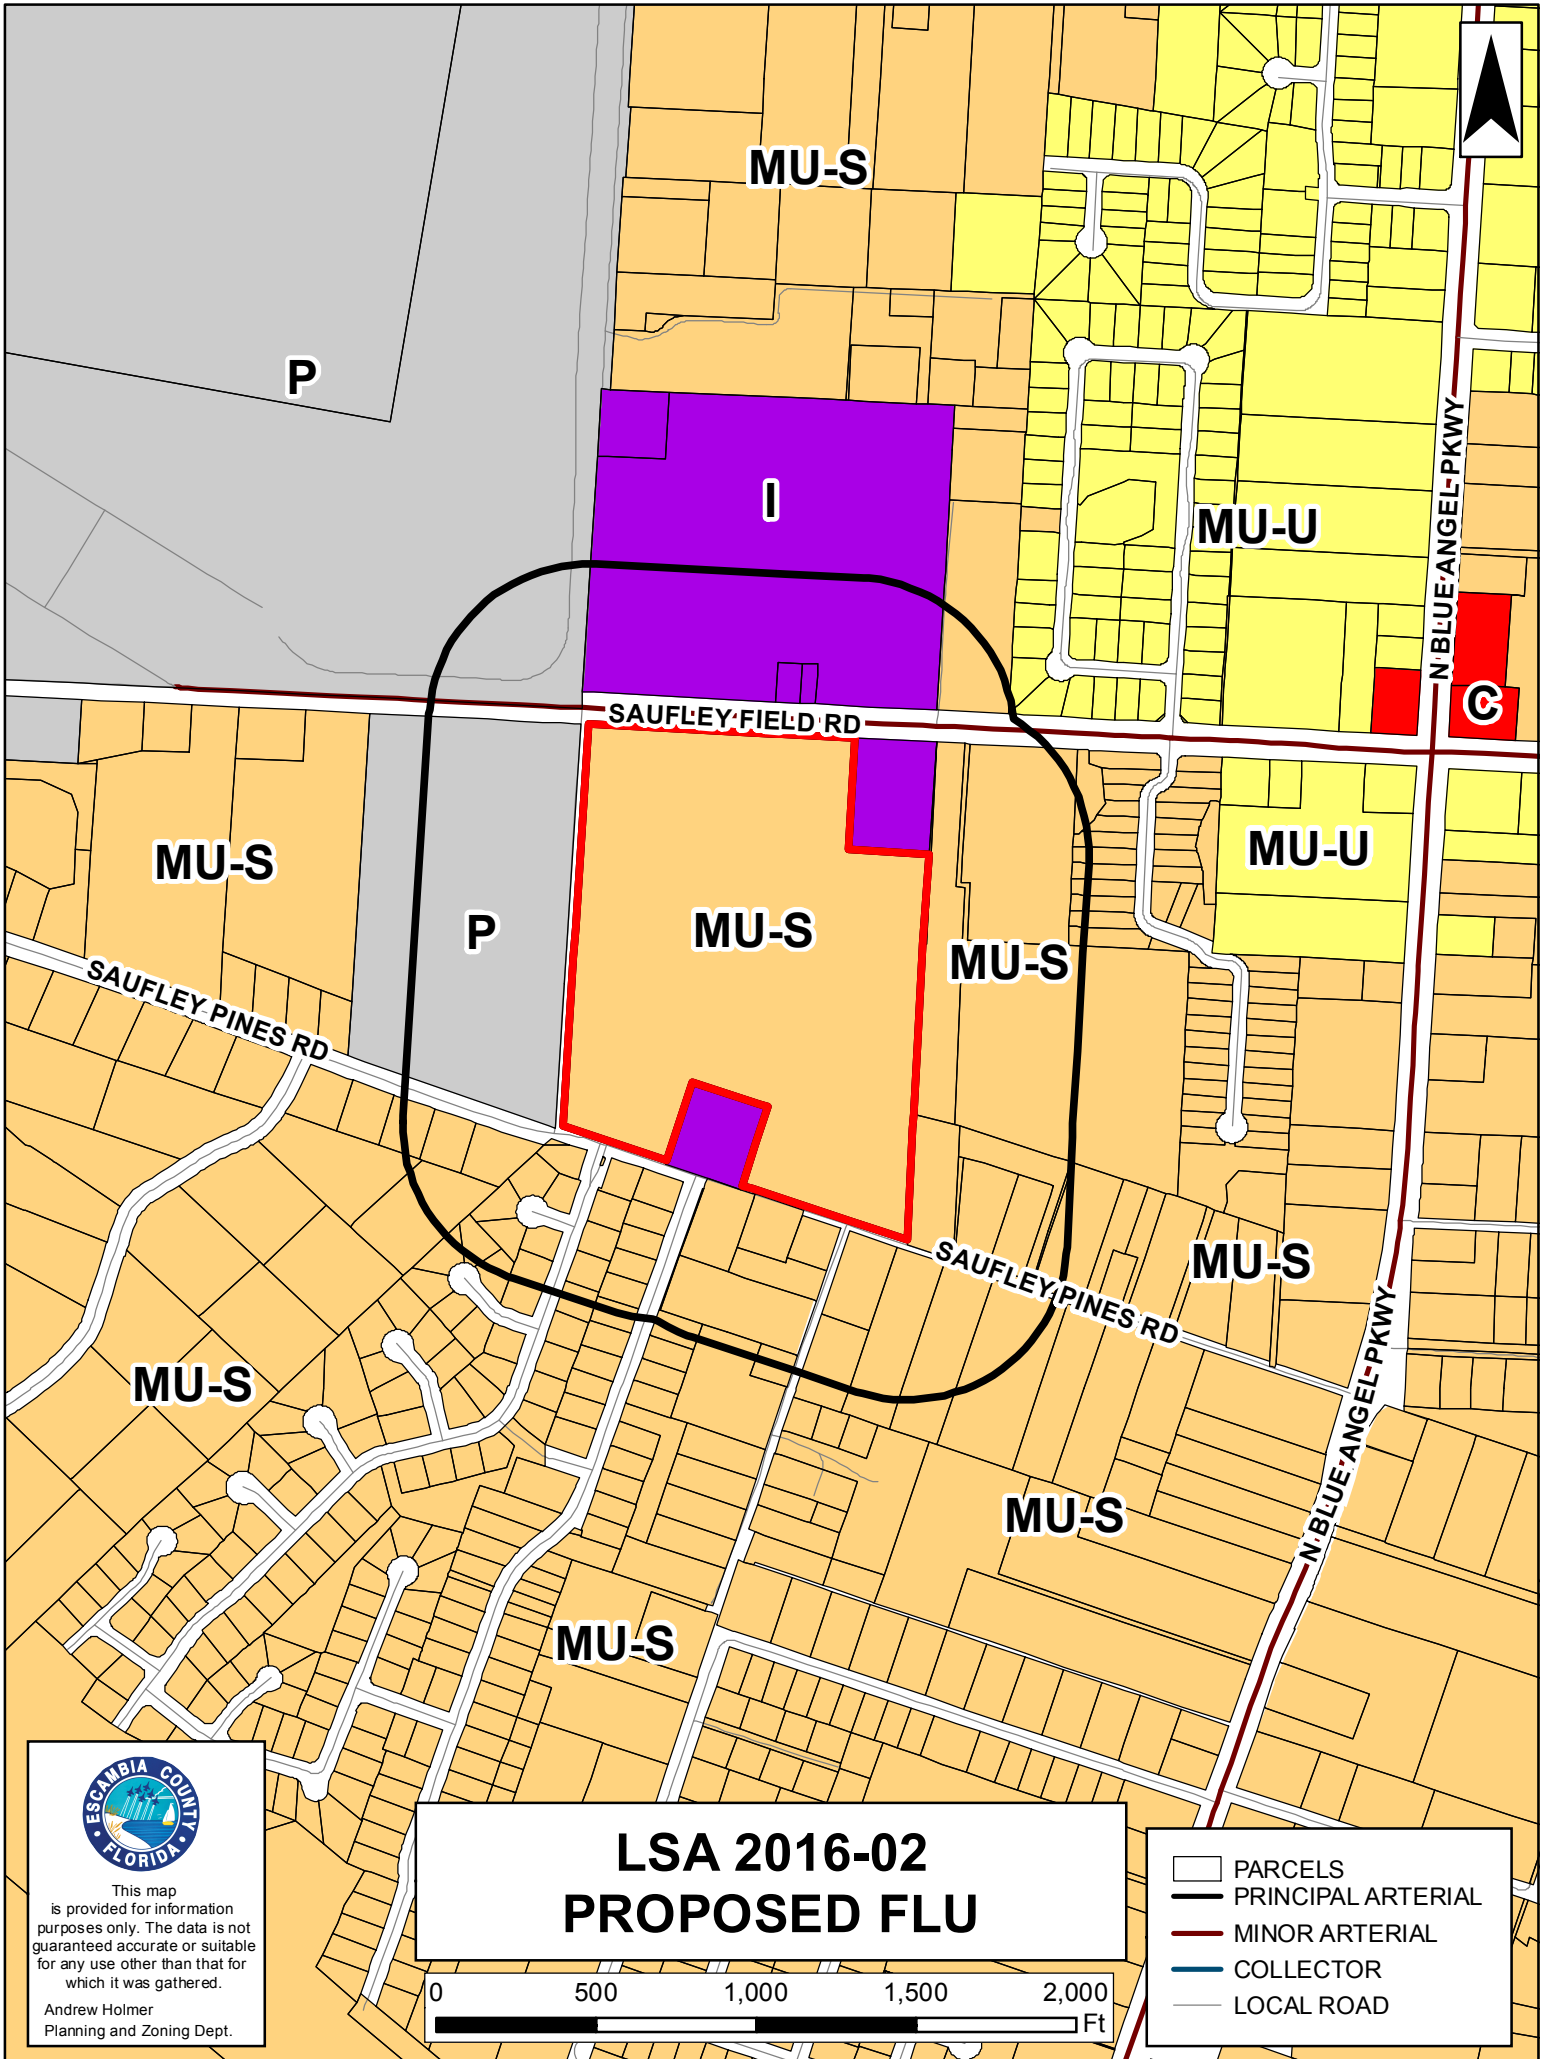 MU-S
P
I
MU-U
N BLUE ANGEL PKWY
C
SAUFLEY FIELD RD
MU-S
MU-U
P
MU-S
MU-S
SAUFLEY PINES RD
SAUFLEY PINES RD
MU-S
MU-S
N BLUE ANGEL PKWY
MU-S
MU-S
ESCAMBIA COUNTY
FLORIDA
This map
is provided for information
purposes only. The data is not
guaranteed accurate or suitable
for any use other than that for
which it was gathered.
Andrew Holmer
Planning and Zoning Dept.
LSA 2016-02
PROPOSED FLU
0 500 1,000 1,500 2,000
Ft
PARCELS
PRINCIPAL ARTERIAL
MINOR ARTERIAL
COLLECTOR
LOCAL ROAD